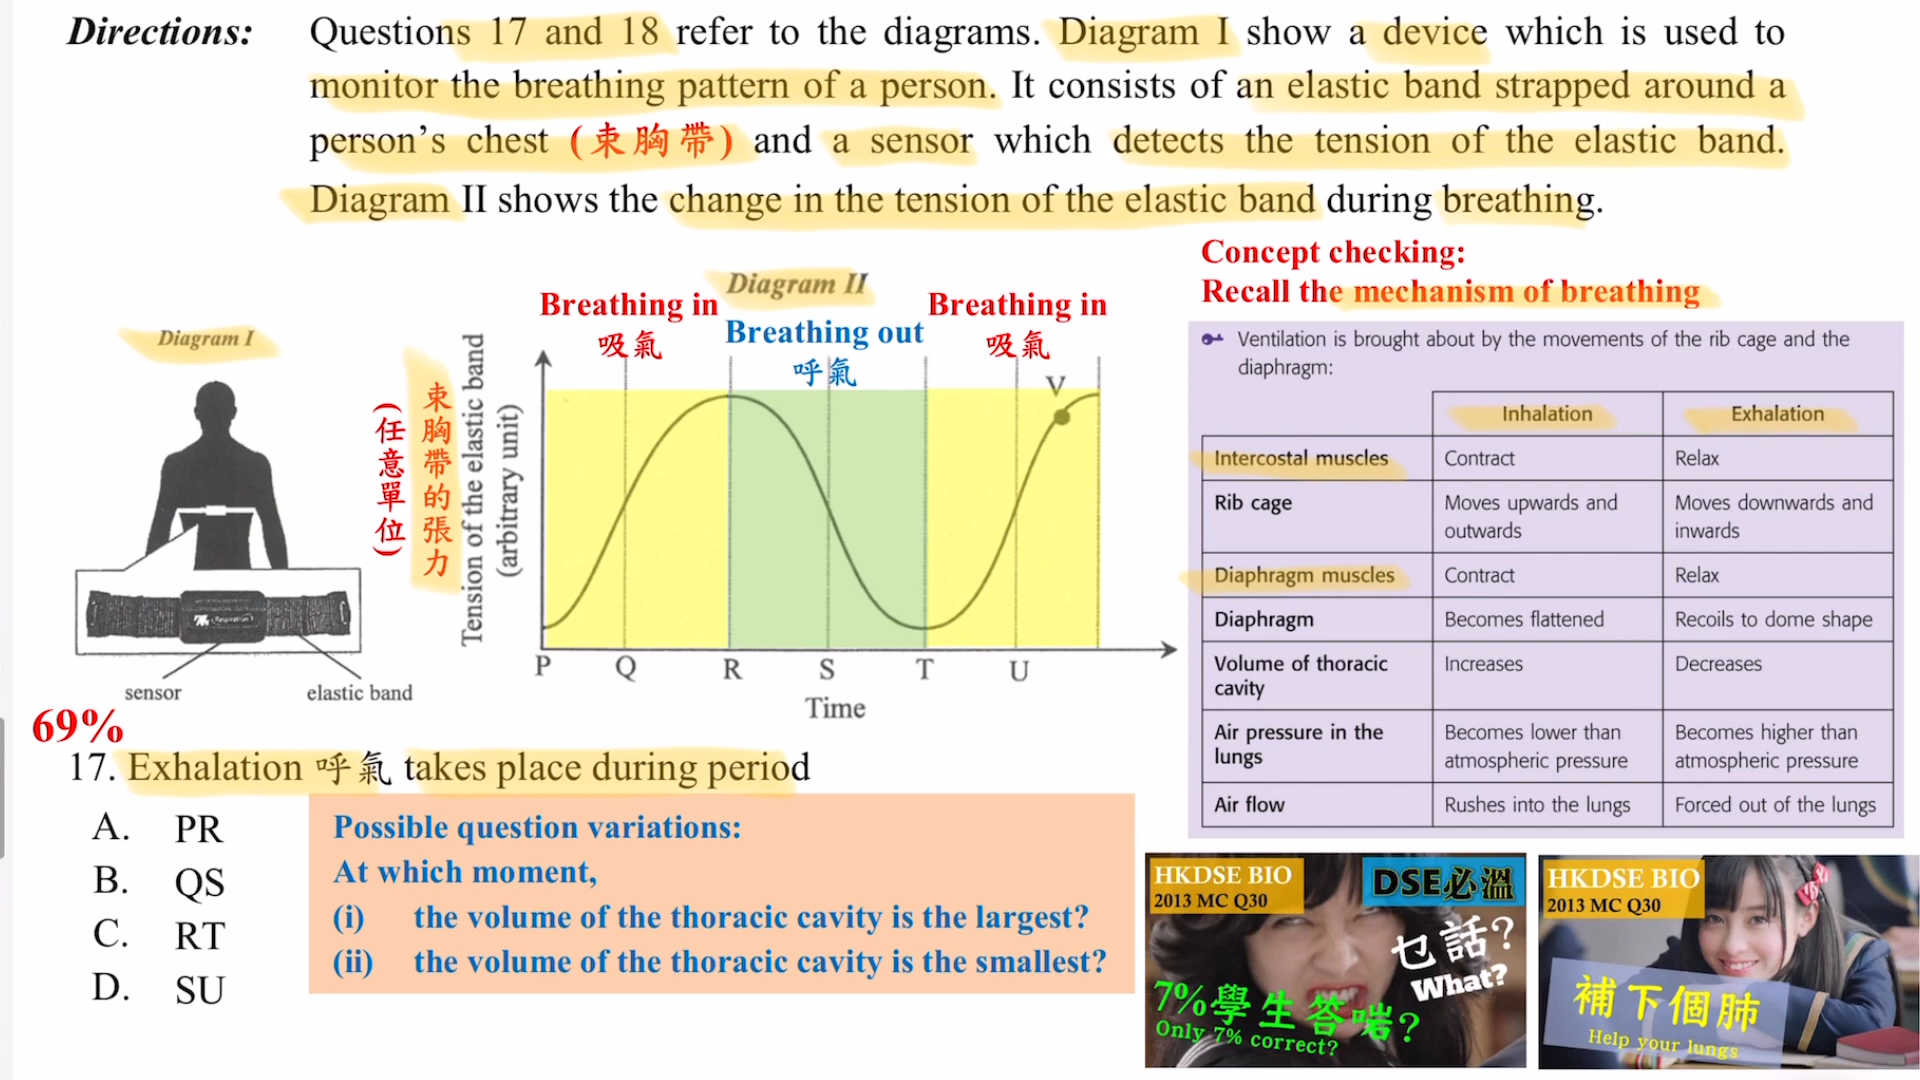 Directions: Questions 17 and 18 refer to the diagrams. Diagram I show a device which is used to
monitor the breathing pattern of a person. It consists of an elastic band strapped around a
person's chest (束胸帶) and a sensor which detects the tension of the elastic band.
Diagram II shows the change in the tension of the elastic band during breathing.
Diagram I
sensor
elastic band
Diagram II
Breathing in
吸氣
Breathing out
呼氣
Breathing in
吸氣
束胸帶的張力
(任意單位)
Tension of the elastic band
(arbitrary unit)
V
P Q R S T U
Time
Concept checking:
Recall the mechanism of breathing
Ventilation is brought about by the movements of the rib cage and the
diaphragm:
Inhalation Exhalation
Intercostal muscles Contract Relax
Rib cage Moves upwards and Moves downwards and
outwards inwards
Diaphragm muscles Contract Relax
Diaphragm Becomes flattened Recoils to dome shape
Volume of thoracic Increases Decreases
cavity
Air pressure in the Becomes lower than Becomes higher than
lungs atmospheric pressure atmospheric pressure
Air flow Rushes into the lungs Forced out of the lungs
69%
17. Exhalation 呼氣 takes place during period
A. PR
B. QS
C. RT
D. SU
Possible question variations:
At which moment,
(i) the volume of the thoracic cavity is the largest?
(ii) the volume of the thoracic cavity is the smallest?
HKDSE BIO
2013 MC Q30
DSE必溫
乜話?
What?
7%學生答啱?
Only 7% correct?
HKDSE BIO
2013 MC Q30
補下個肺
Help your lungs